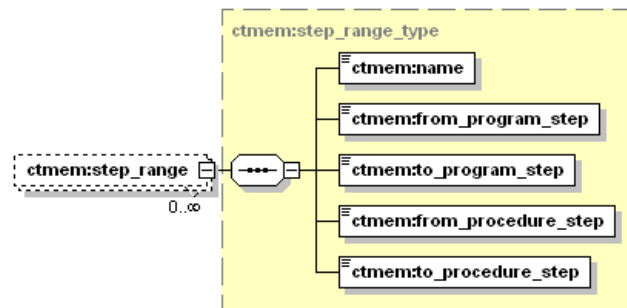 ctmem:step_range_type
ctmem:name
ctmem:from_program_step
ctmem:step_range
0..∞
ctmem:to_program_step
ctmem:from_procedure_step
ctmem:to_procedure_step